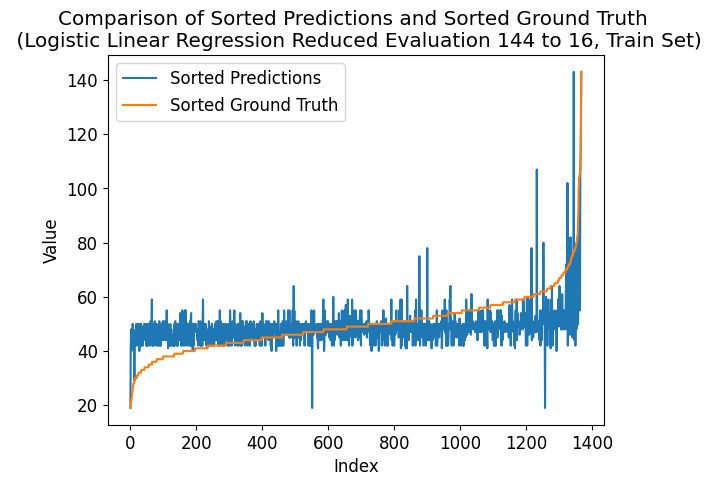 Comparison of Sorted Predictions and Sorted Ground Truth
(Logistic Linear Regression Reduced Evaluation 144 to 16, Train Set)
Sorted Predictions
Sorted Ground Truth
140
120
100
80
60
40
20
Value
0 200 400 600 800 1000 1200 1400
Index